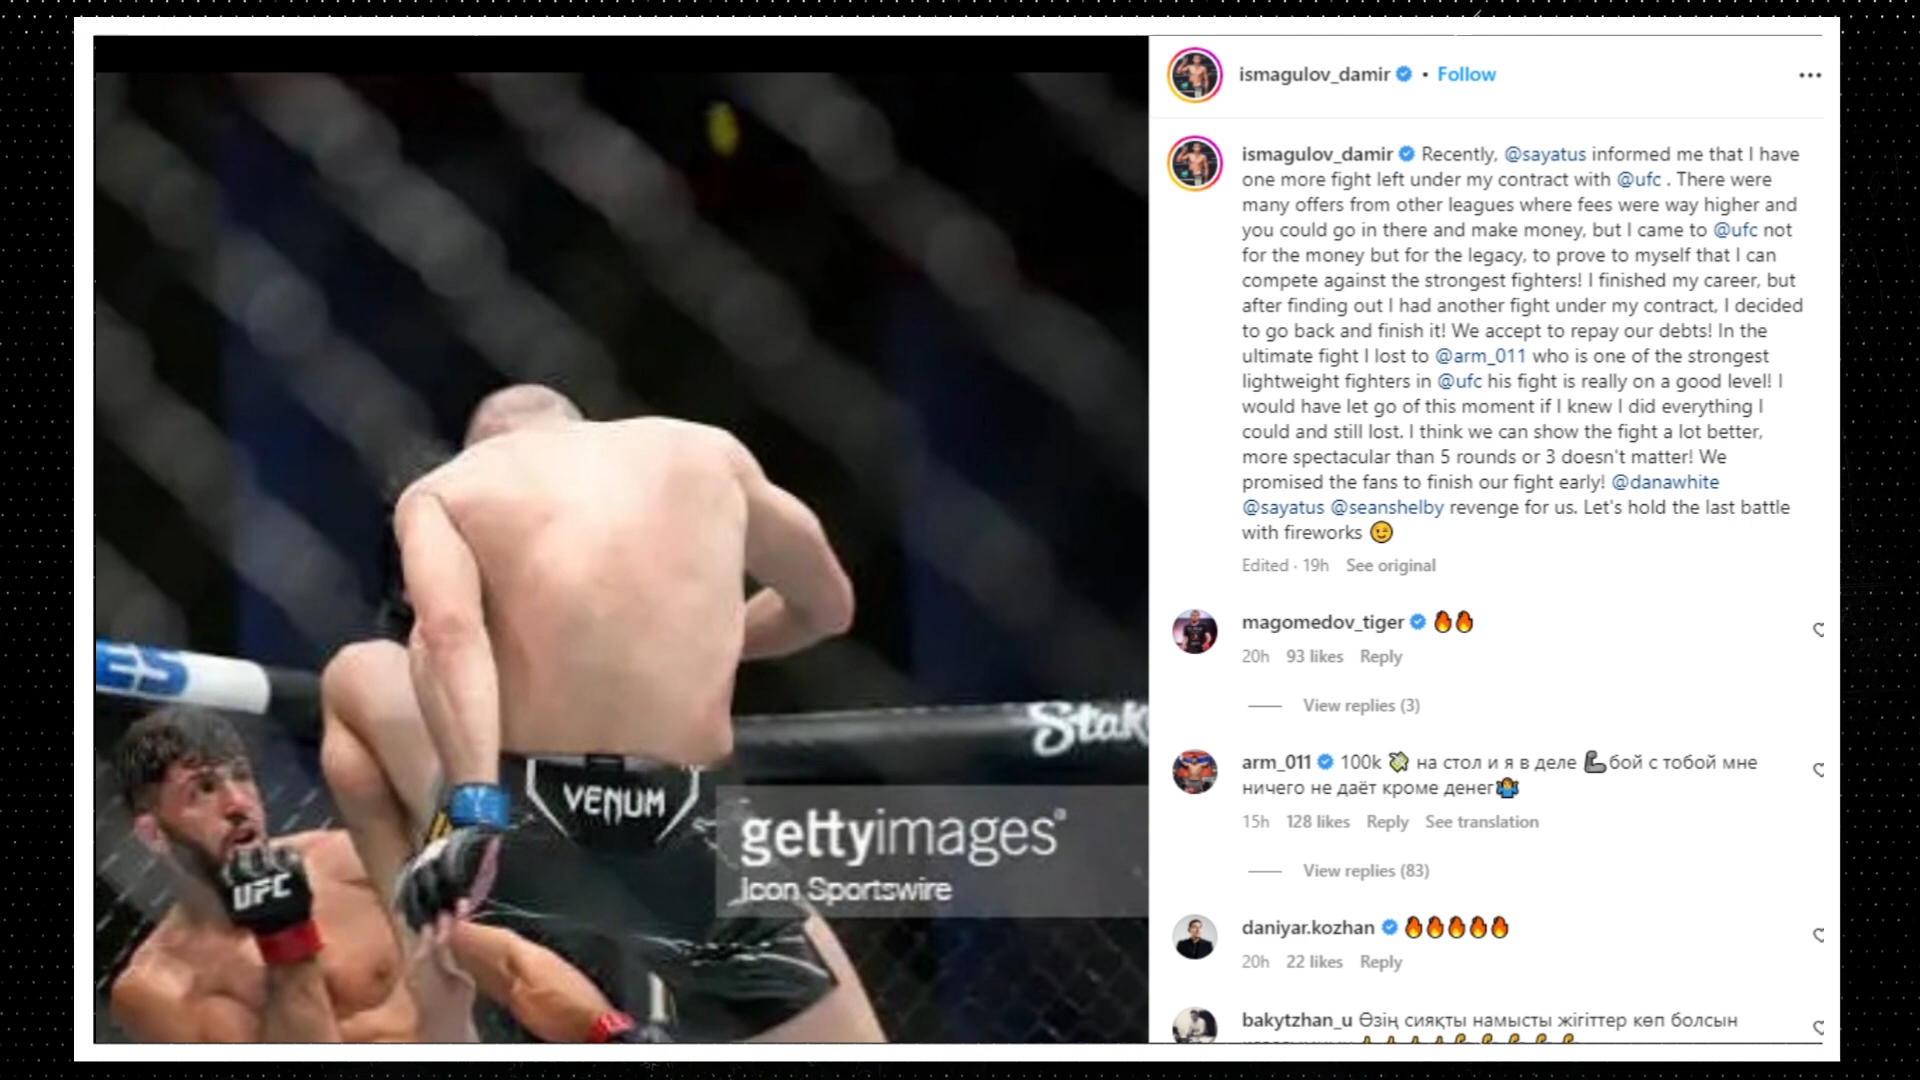 ismagulov_damir • Follow
ismagulov_damir Recently, @sayatus informed me that I have
one more fight left under my contract with @ufc . There were
many offers from other leagues where fees were way higher and
you could go in there and make money, but I came to @ufc not
for the money but for the legacy, to prove to myself that I can
compete against the strongest fighters! I finished my career, but
after finding out I had another fight under my contract, I decided
to go back and finish it! We accept to repay our debts! In the
ultimate fight I lost to @arm_011 who is one of the strongest
lightweight fighters in @ufc his fight is really on a good level! I
would have let go of this moment if I knew I did everything I
could and still lost. I think we can show the fight a lot better,
more spectacular than 5 rounds or 3 doesn't matter! We
promised the fans to finish our fight early! @danawhite
@sayatus @seanshelby revenge for us. Let's hold the last battle
with fireworks 😉
Edited · 19h See original
magomedov_tiger 🔥🔥
20h 93 likes Reply
View replies (3)
arm_011 100k 💸 на стол и я в деле 🦾бой с тобой мне
ничего не даёт кроме денег🤷‍♂️
15h 128 likes Reply See translation
View replies (83)
daniyar.kozhan 🔥🔥🔥🔥🔥
20h 22 likes Reply
bakytzhan_u Өзің сияқты намысты жігіттер көп болсын
ES
Stak
VENUM
UFC
gettyimages®
Icon Sportswire